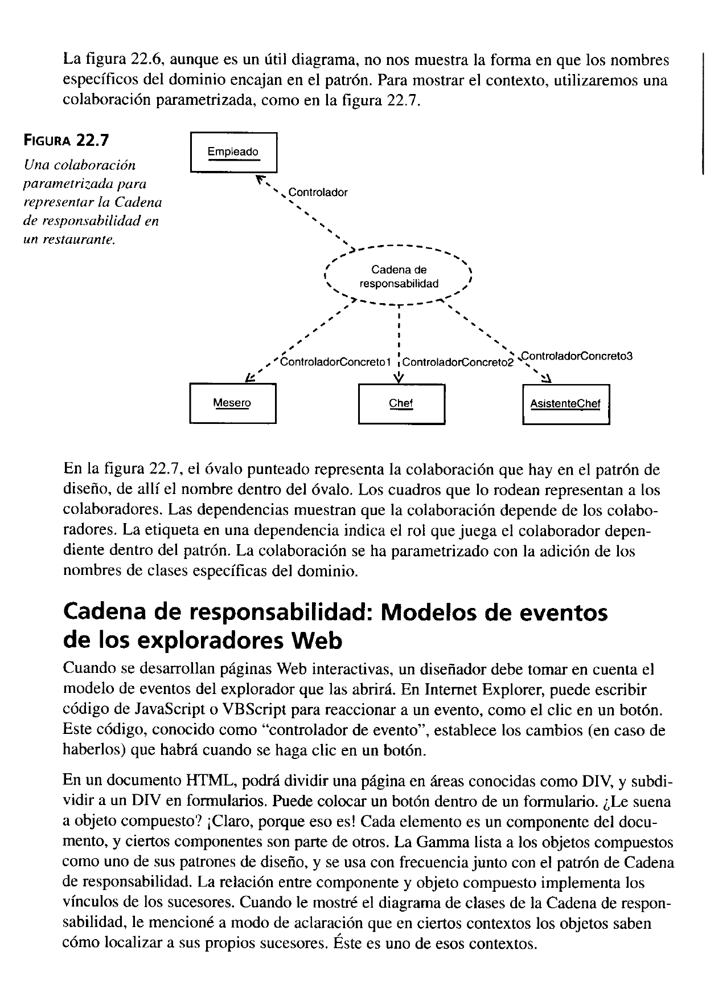 La figura 22.6, aunque es un útil diagrama, no nos muestra la forma en que los nombres
específicos del dominio encajan en el patrón. Para mostrar el contexto, utilizaremos una
colaboración parametrizada, como en la figura 22.7.
FIGURA 22.7
Una colaboración
parametrizada para
representar la Cadena
de responsabilidad en
un restaurante.
Empleado
Controlador
Cadena de
responsabilidad
ControladorConcreto1
ControladorConcreto2
ControladorConcreto3
Mesero
Chef
AsistenteChef
En la figura 22.7, el óvalo punteado representa la colaboración que hay en el patrón de
diseño, de allí el nombre dentro del óvalo. Los cuadros que lo rodean representan a los
colaboradores. Las dependencias muestran que la colaboración depende de los colabo-
radores. La etiqueta en una dependencia indica el rol que juega el colaborador depen-
diente dentro del patrón. La colaboración se ha parametrizado con la adición de los
nombres de clases específicas del dominio.
Cadena de responsabilidad: Modelos de eventos
de los exploradores Web
Cuando se desarrollan páginas Web interactivas, un diseñador debe tomar en cuenta el
modelo de eventos del explorador que las abrirá. En Internet Explorer, puede escribir
código de JavaScript o VBScript para reaccionar a un evento, como el clic en un botón.
Este código, conocido como “controlador de evento”, establece los cambios (en caso de
haberlos) que habrá cuando se haga clic en un botón.
En un documento HTML, podrá dividir una página en áreas conocidas como DIV, y subdi-
vidir a un DIV en formularios. Puede colocar un botón dentro de un formulario. ¿Le suena
a objeto compuesto? ¡Claro, porque eso es! Cada elemento es un componente del docu-
mento, y ciertos componentes son parte de otros. La Gamma lista a los objetos compuestos
como uno de sus patrones de diseño, y se usa con frecuencia junto con el patrón de Cadena
de responsabilidad. La relación entre componente y objeto compuesto implementa los
vínculos de los sucesores. Cuando le mostré el diagrama de clases de la Cadena de respon-
sabilidad, le mencioné a modo de aclaración que en ciertos contextos los objetos saben
cómo localizar a sus propios sucesores. Éste es uno de esos contextos.